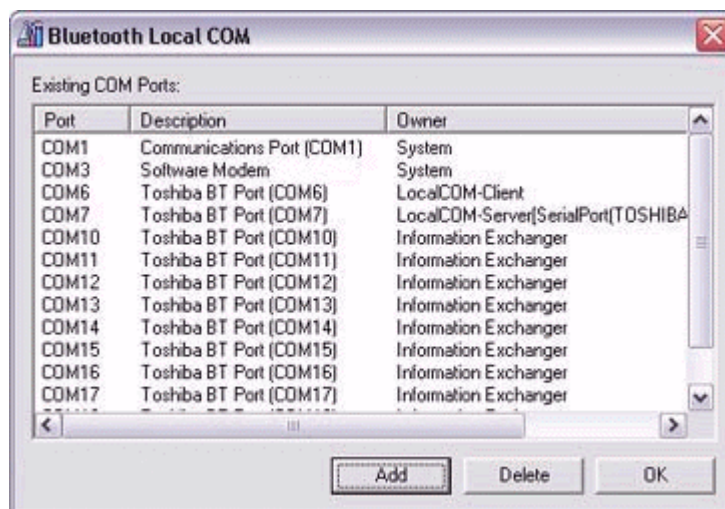 Bluetooth Local COM
Existing COM Ports:
Port Description Owner
COM1 Communications Port (COM1) System
COM3 Software Modem System
COM6 Toshiba BT Port (COM6) LocalCOM-Client
COM7 Toshiba BT Port (COM7) LocalCOM-Server(SerialPort(TOSHIBA
COM10 Toshiba BT Port (COM10) Information Exchanger
COM11 Toshiba BT Port (COM11) Information Exchanger
COM12 Toshiba BT Port (COM12) Information Exchanger
COM13 Toshiba BT Port (COM13) Information Exchanger
COM14 Toshiba BT Port (COM14) Information Exchanger
COM15 Toshiba BT Port (COM15) Information Exchanger
COM16 Toshiba BT Port (COM16) Information Exchanger
COM17 Toshiba BT Port (COM17) Information Exchanger
Add Delete OK